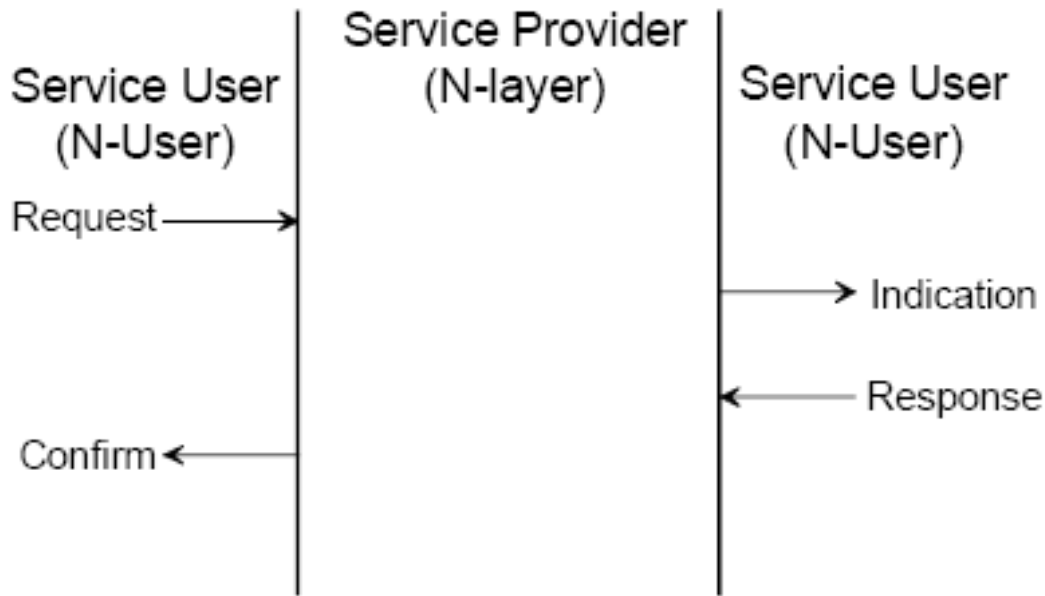 Service Provider
(N-layer)
Service User
(N-User)
Service User
(N-User)
Request
Indication
Response
Confirm